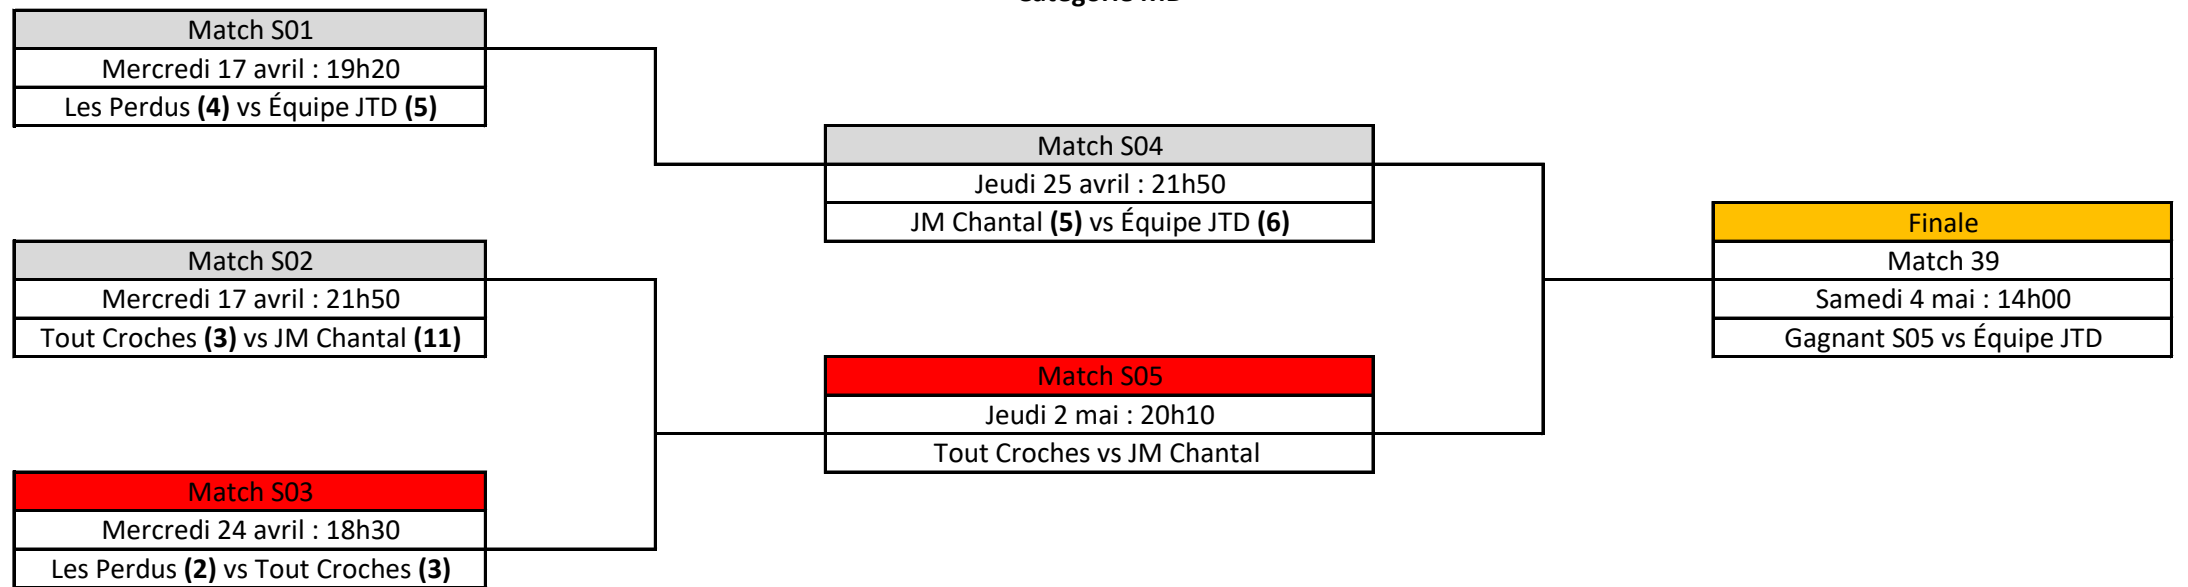 Match S01
Mercredi 17 avril : 19h20
Les Perdus (4) vs Équipe JTD (5)
Match S02
Mercredi 17 avril : 21h50
Tout Croches (3) vs JM Chantal (11)
Match S03
Mercredi 24 avril : 18h30
Les Perdus (2) vs Tout Croches (3)
Match S04
Jeudi 25 avril : 21h50
JM Chantal (5) vs Équipe JTD (6)
Match S05
Jeudi 2 mai : 20h10
Tout Croches vs JM Chantal
Finale
Match 39
Samedi 4 mai : 14h00
Gagnant S05 vs Équipe JTD